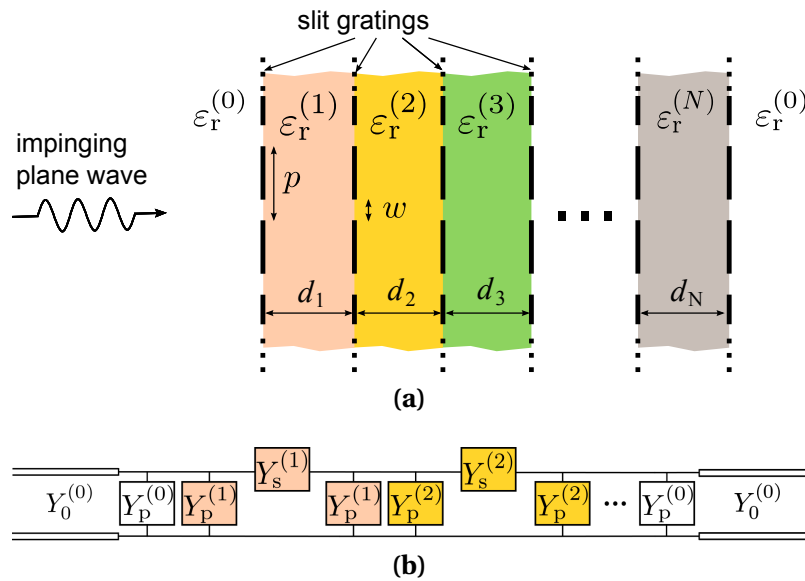 slit gratings
ε_r^(0) ε_r^(1) ε_r^(2) ε_r^(3) ε_r^(N) ε_r^(0)
impinging
plane wave
p
w
d_1 d_2 d_3 d_N
(a)
Y_s^(1) Y_s^(2)
Y_0^(0) Y_p^(0) Y_p^(1) Y_p^(1) Y_p^(2) Y_p^(2) ... Y_p^(0) Y_0^(0)
(b)